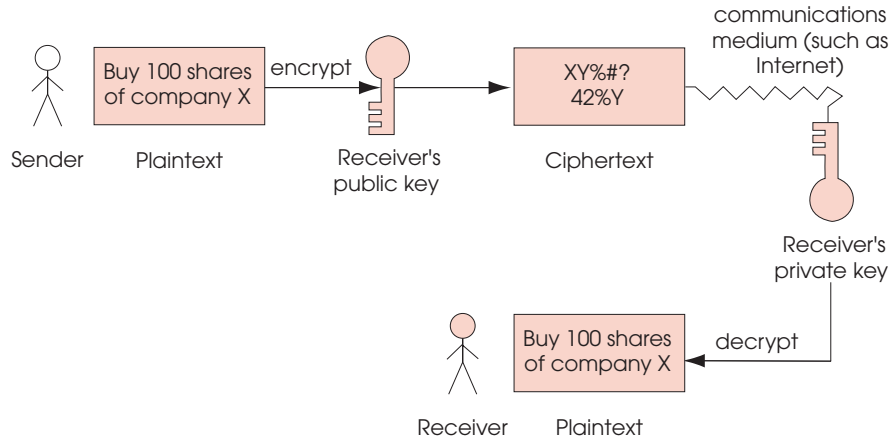 communications
medium (such as
Internet)
Buy 100 shares
of company X
encrypt
XY%#?
42%Y
Sender
Plaintext
Receiver's
public key
Ciphertext
Receiver's
private key
Buy 100 shares
of company X
decrypt
Receiver
Plaintext